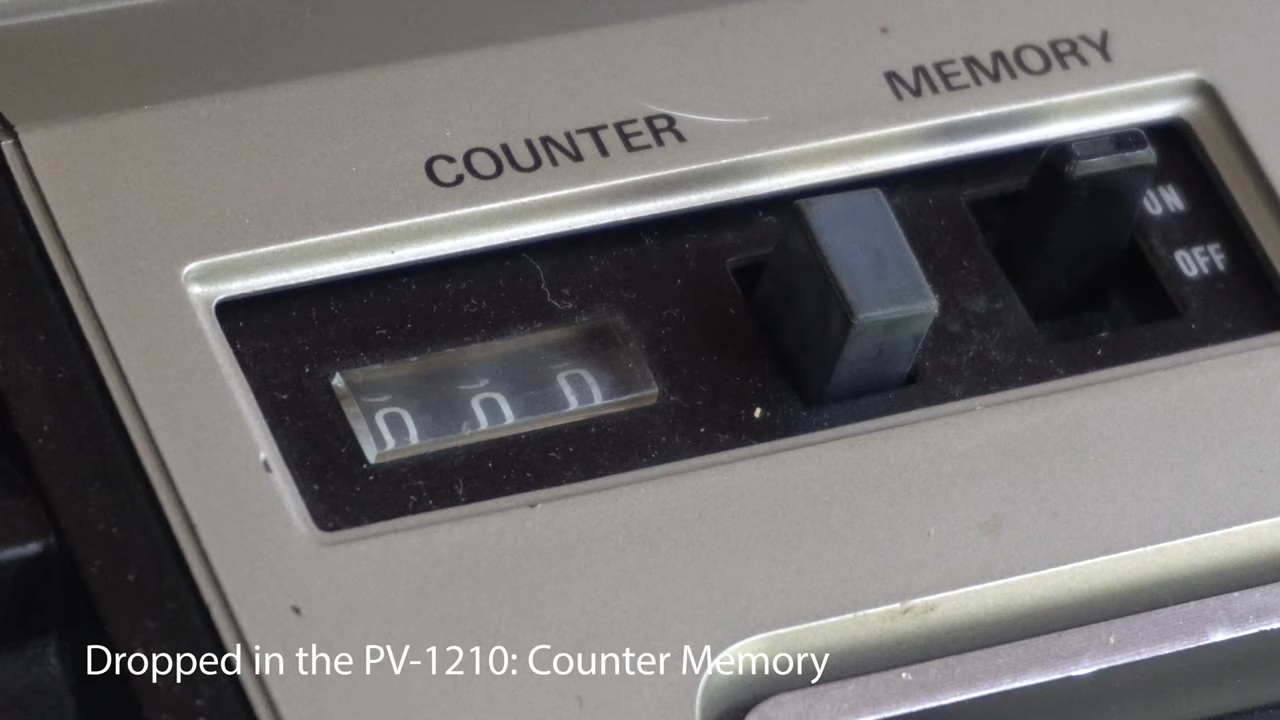 MEMORY
COUNTER
ON
OFF
000
Dropped in the PV-1210: Counter Memory